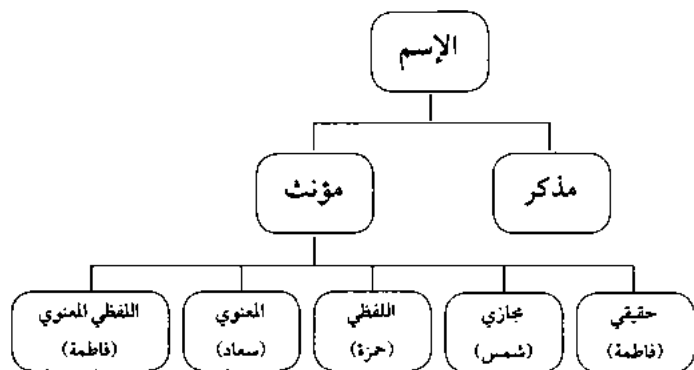 الإسم
مذكر
مؤنث
حقيقي
(فاطمة)
مجازي
(شمس)
اللفظي
(حمزة)
المعنوي
(سعاد)
اللفظي المعنوي
(فاطمة)